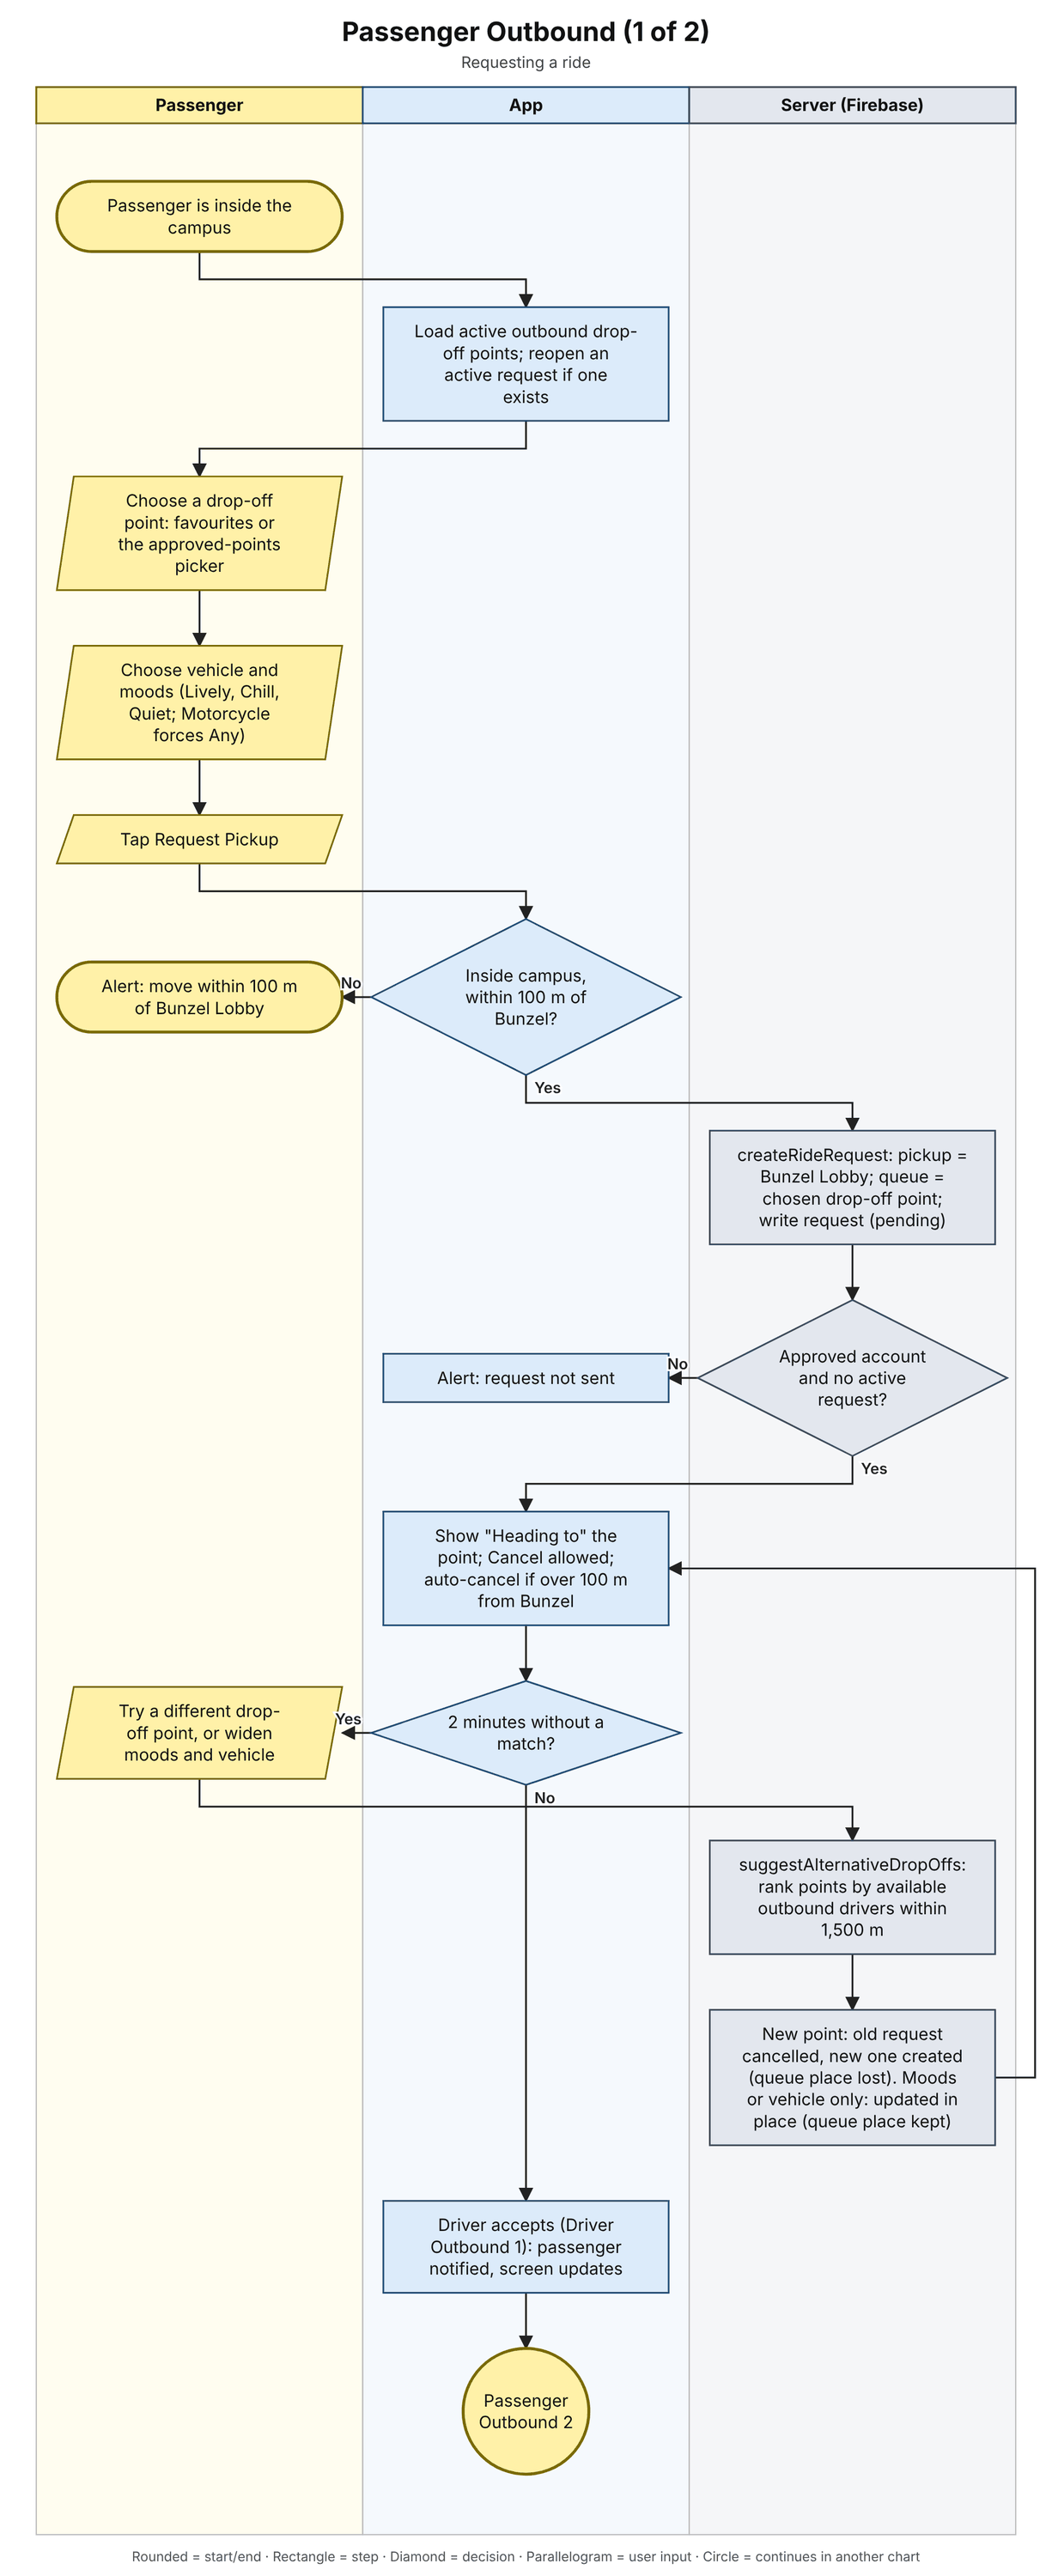 Passenger Outbound (1 of 2)
Requesting a ride
Passenger
App
Server (Firebase)
Passenger is inside the
campus
Load active outbound drop-
off points; reopen an
active request if one
exists
Choose a drop-off
point: favourites or
the approved-points
picker
Choose vehicle and
moods (Lively, Chill,
Quiet; Motorcycle
forces Any)
Tap Request Pickup
Inside campus,
within 100 m of
Bunzel?
No
Alert: move within 100 m
of Bunzel Lobby
Yes
createRideRequest: pickup =
Bunzel Lobby; queue =
chosen drop-off point;
write request (pending)
Approved account
and no active
request?
No
Alert: request not sent
Yes
Show "Heading to" the
point; Cancel allowed;
auto-cancel if over 100 m
from Bunzel
2 minutes without a
match?
Yes
Try a different drop-
off point, or widen
moods and vehicle
No
suggestAlternativeDropOffs:
rank points by available
outbound drivers within
1,500 m
New point: old request
cancelled, new one created
(queue place lost). Moods
or vehicle only: updated in
place (queue place kept)
Driver accepts (Driver
Outbound 1): passenger
notified, screen updates
Passenger
Outbound 2
Rounded = start/end · Rectangle = step · Diamond = decision · Parallelogram = user input · Circle = continues in another chart